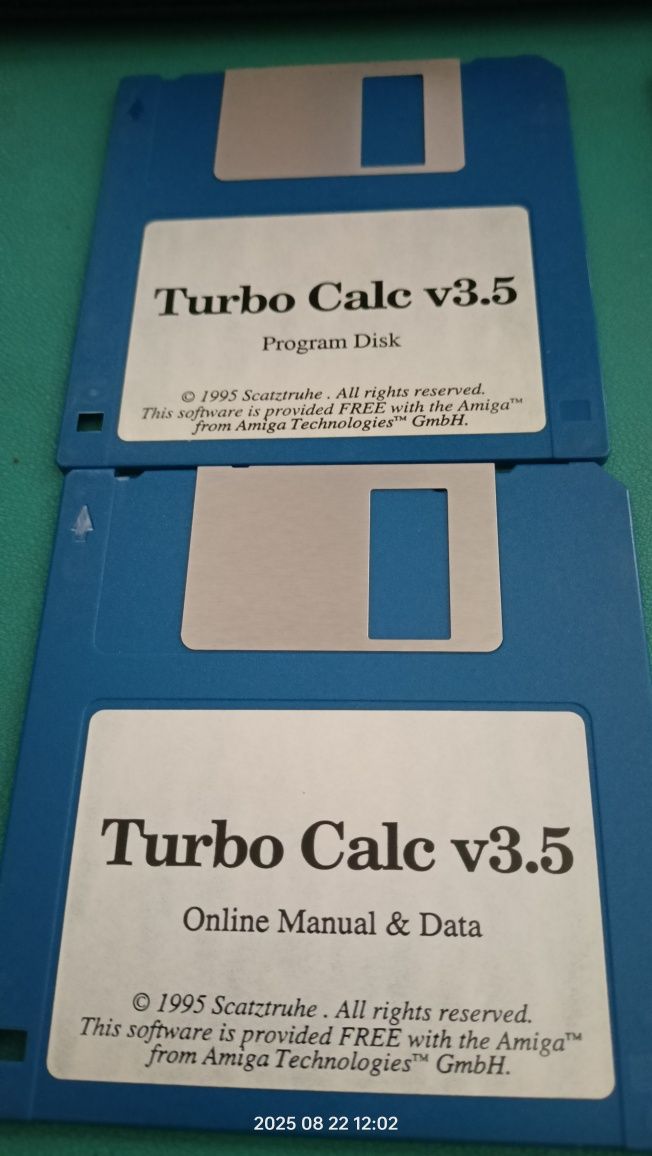 Turbo Calc v3.5
Program Disk
© 1995 Scatztruhe . All rights reserved.
This software is provided FREE with the Amiga™
from Amiga Technologies™ GmbH.
Turbo Calc v3.5
Online Manual & Data
© 1995 Scatztruhe . All rights reserved.
This software is provided FREE with the Amiga™
from Amiga Technologies™ GmbH.
2025 08 22 12:02